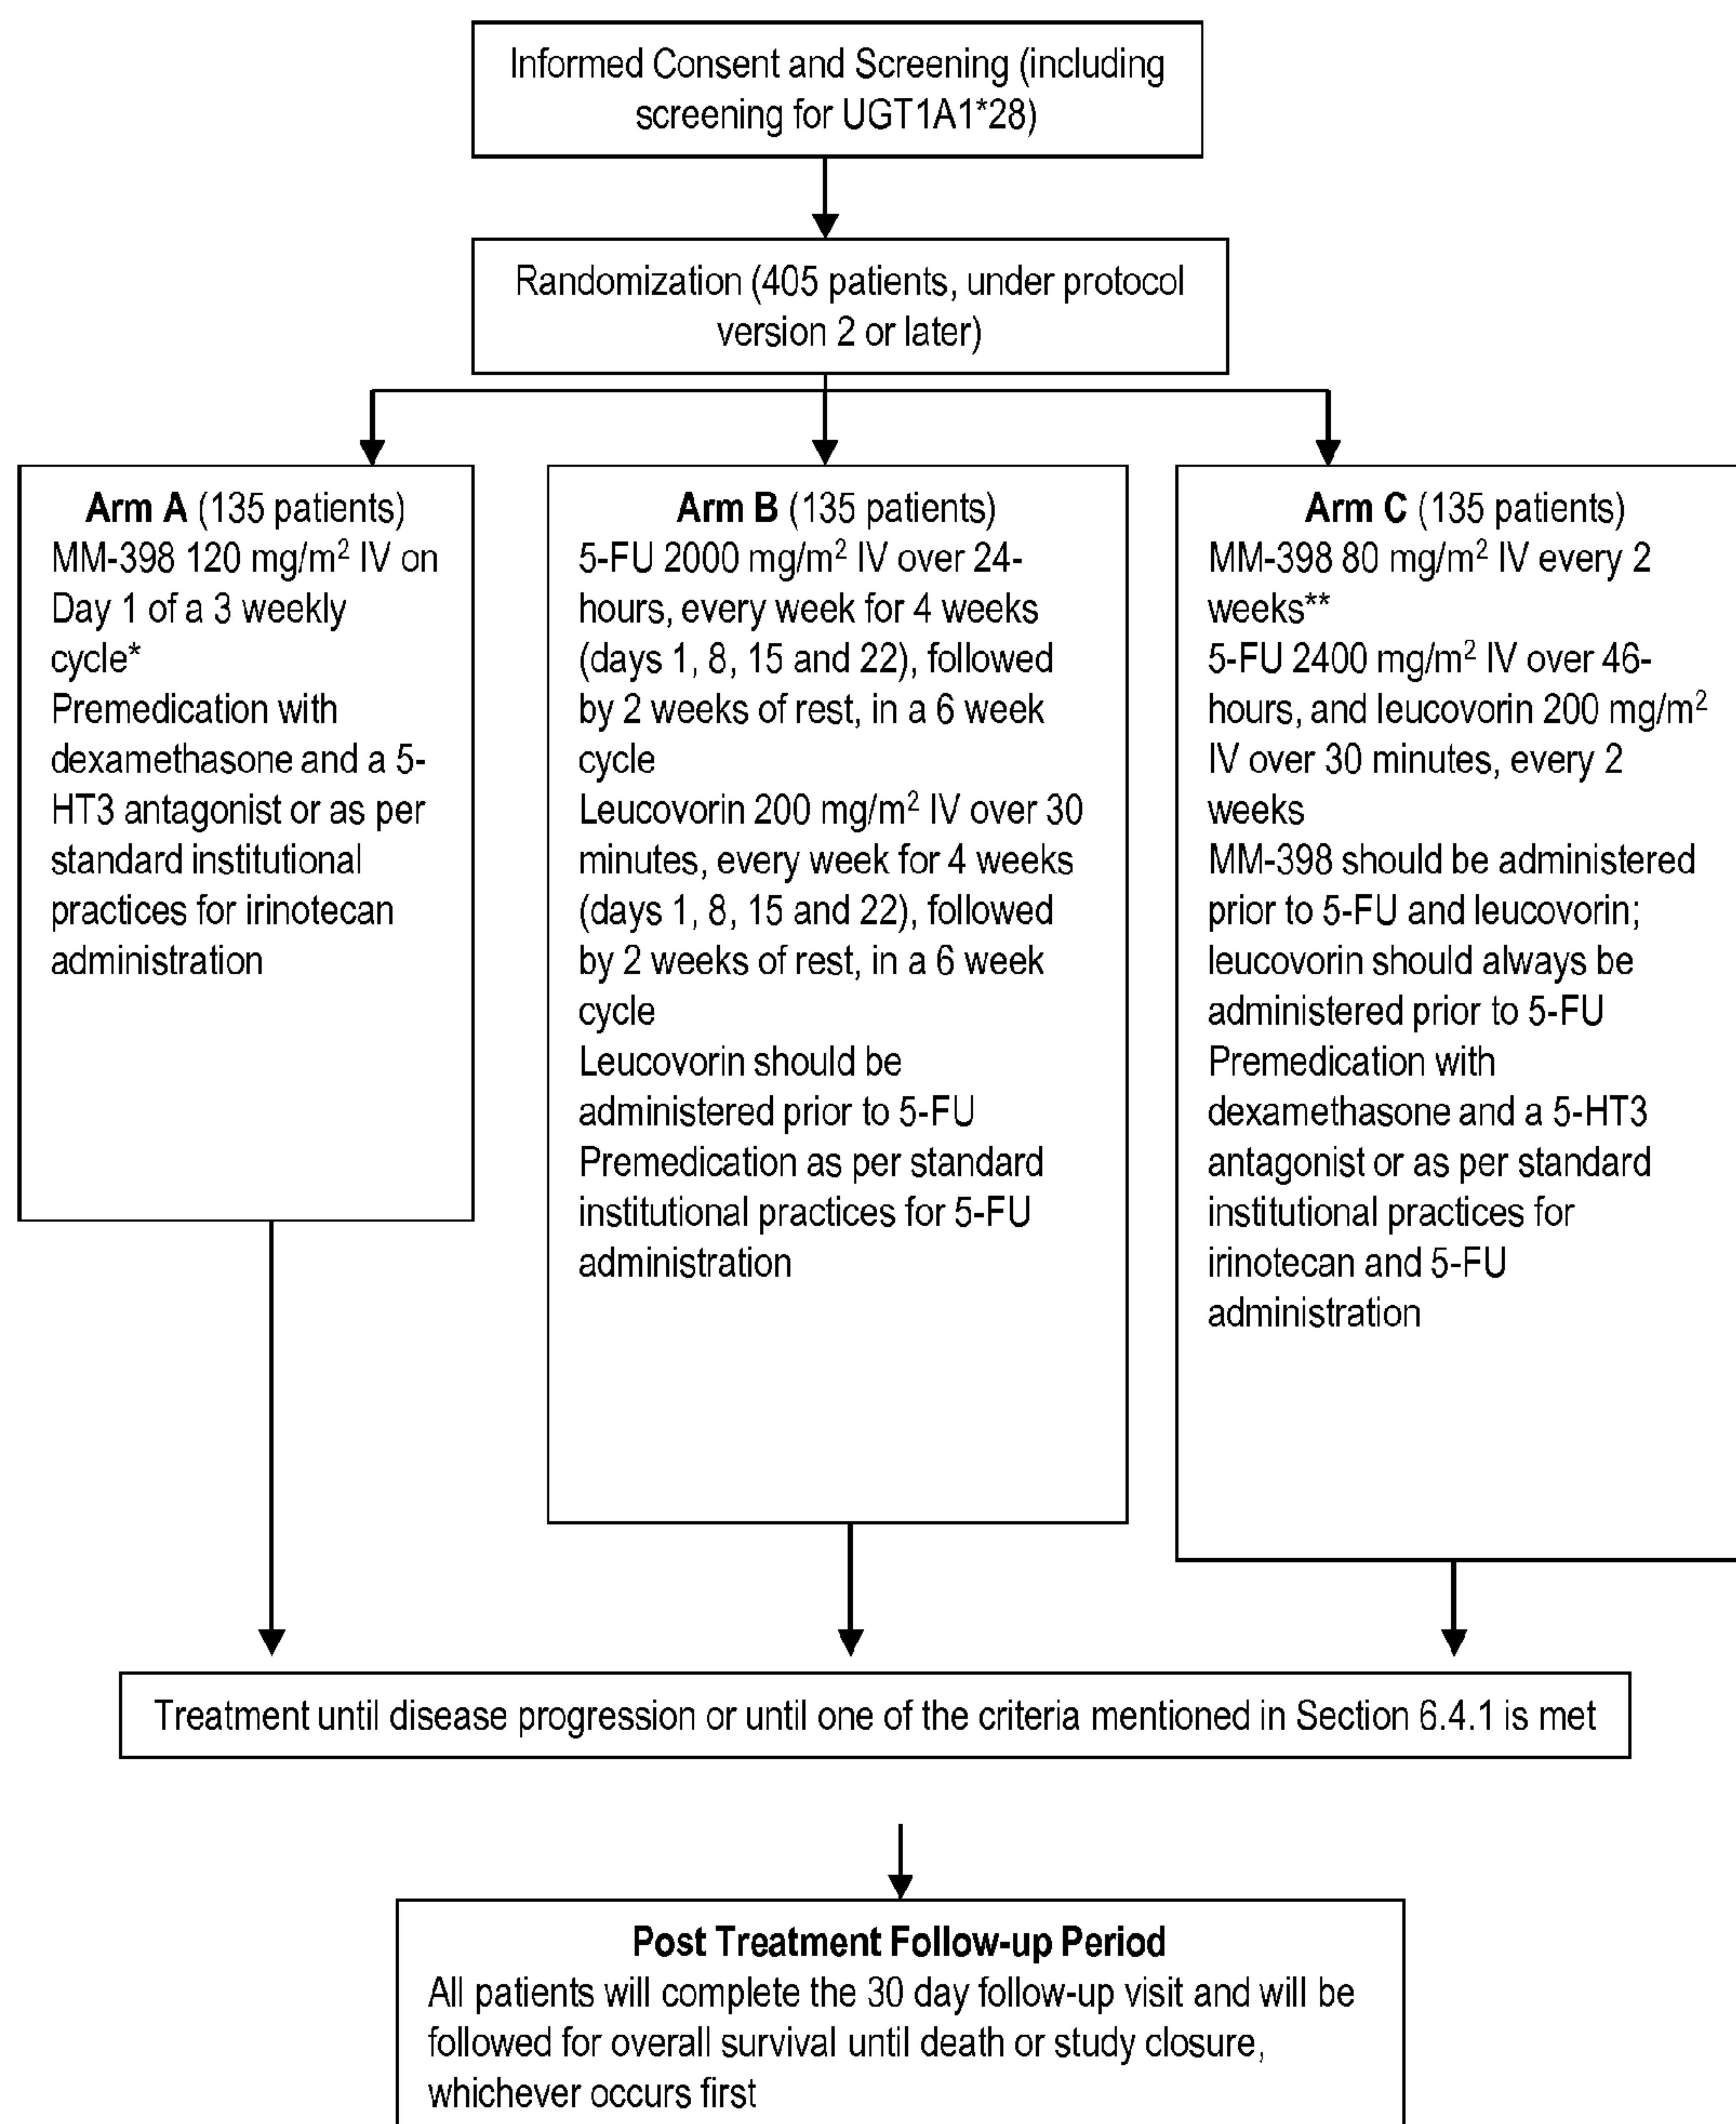 Informed Consent and Screening (including
screening for UGT1A1*28)
Randomization (405 patients, under protocol
version 2 or later)
Arm A (135 patients)
MM-398 120 mg/m² IV on
Day 1 of a 3 weekly
cycle*
Premedication with
dexamethasone and a 5-
HT3 antagonist or as per
standard institutional
practices for irinotecan
administration
Arm B (135 patients)
5-FU 2000 mg/m² IV over 24-
hours, every week for 4 weeks
(days 1, 8, 15 and 22), followed
by 2 weeks of rest, in a 6 week
cycle
Leucovorin 200 mg/m² IV over 30
minutes, every week for 4 weeks
(days 1, 8, 15 and 22), followed
by 2 weeks of rest, in a 6 week
cycle
Leucovorin should be
administered prior to 5-FU
Premedication as per standard
institutional practices for 5-FU
administration
Arm C (135 patients)
MM-398 80 mg/m² IV every 2
weeks**
5-FU 2400 mg/m² IV over 46-
hours, and leucovorin 200 mg/m²
IV over 30 minutes, every 2
weeks
MM-398 should be administered
prior to 5-FU and leucovorin;
leucovorin should always be
administered prior to 5-FU
Premedication with
dexamethasone and a 5-HT3
antagonist or as per standard
institutional practices for
irinotecan and 5-FU
administration
Treatment until disease progression or until one of the criteria mentioned in Section 6.4.1 is met
Post Treatment Follow-up Period
All patients will complete the 30 day follow-up visit and will be
followed for overall survival until death or study closure,
whichever occurs first